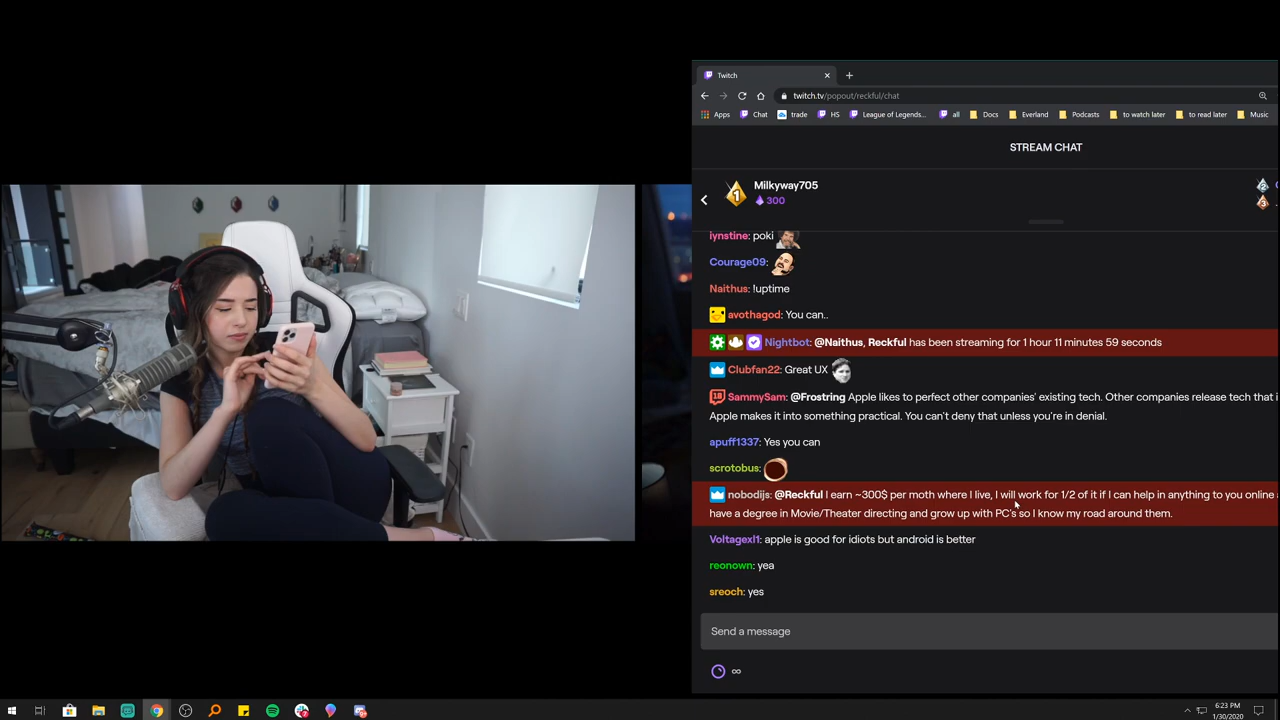 Twitch
twitch.tv/popout/reckful/chat
Apps Chat trade HS League of Legends... all Docs Everland Podcasts to watch later to read later Music
STREAM CHAT
1 Milkyway705
300
2
3
iynstine: poki
Courage09:
Naithus: !uptime
avothagod: You can..
Nightbot: @Naithus, Reckful has been streaming for 1 hour 11 minutes 59 seconds
Clubfan22: Great UX
18 SammySam: @Frostring Apple likes to perfect other companies' existing tech. Other companies release tech that i
Apple makes it into something practical. You can't deny that unless you're in denial.
apuff1337: Yes you can
scrotobus:
nobodijs: @Reckful I earn ~300$ per moth where I live, I will work for 1/2 of it if I can help in anything to you online
have a degree in Movie/Theater directing and grow up with PC's so I know my road around them.
Voltagexl1: apple is good for idiots but android is better
reonown: yea
sreoch: yes
Send a message
∞
6:23 PM
1/30/2020